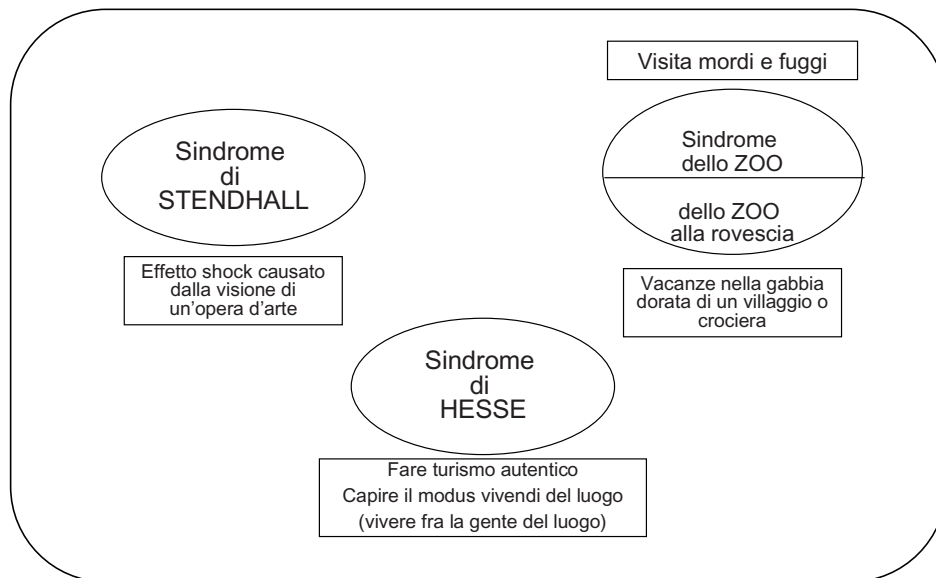 Visita mordi e fuggi
Sindrome
di
STENDHALL
Sindrome
dello ZOO
dello ZOO
alla rovescia
Effetto shock causato
dalla visione di
un'opera d'arte
Vacanze nella gabbia
dorata di un villaggio o
crociera
Sindrome
di
HESSE
Fare turismo autentico
Capire il modus vivendi del luogo
(vivere fra la gente del luogo)